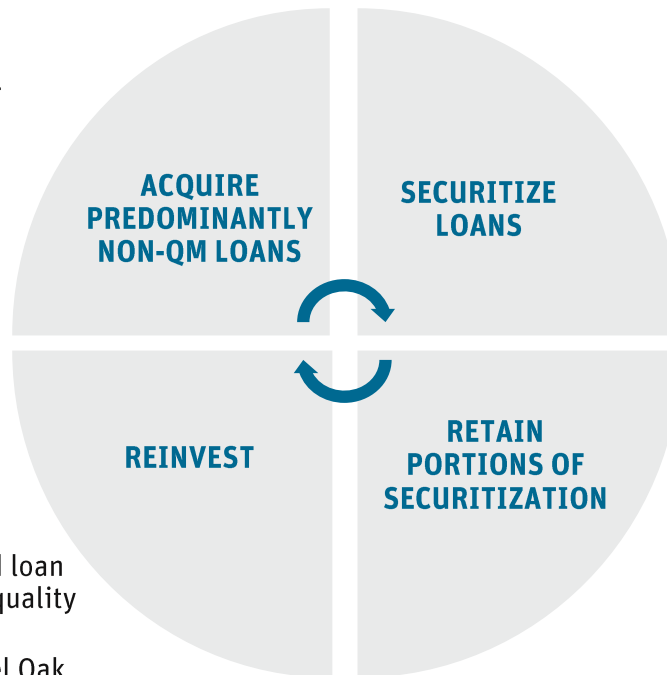 ACQUIRE
PREDOMINANTLY
NON-QM LOANS
SECURITIZE
LOANS
RETAIN
PORTIONS OF
SECURITIZATION
REINVEST
loan
quality
Oak